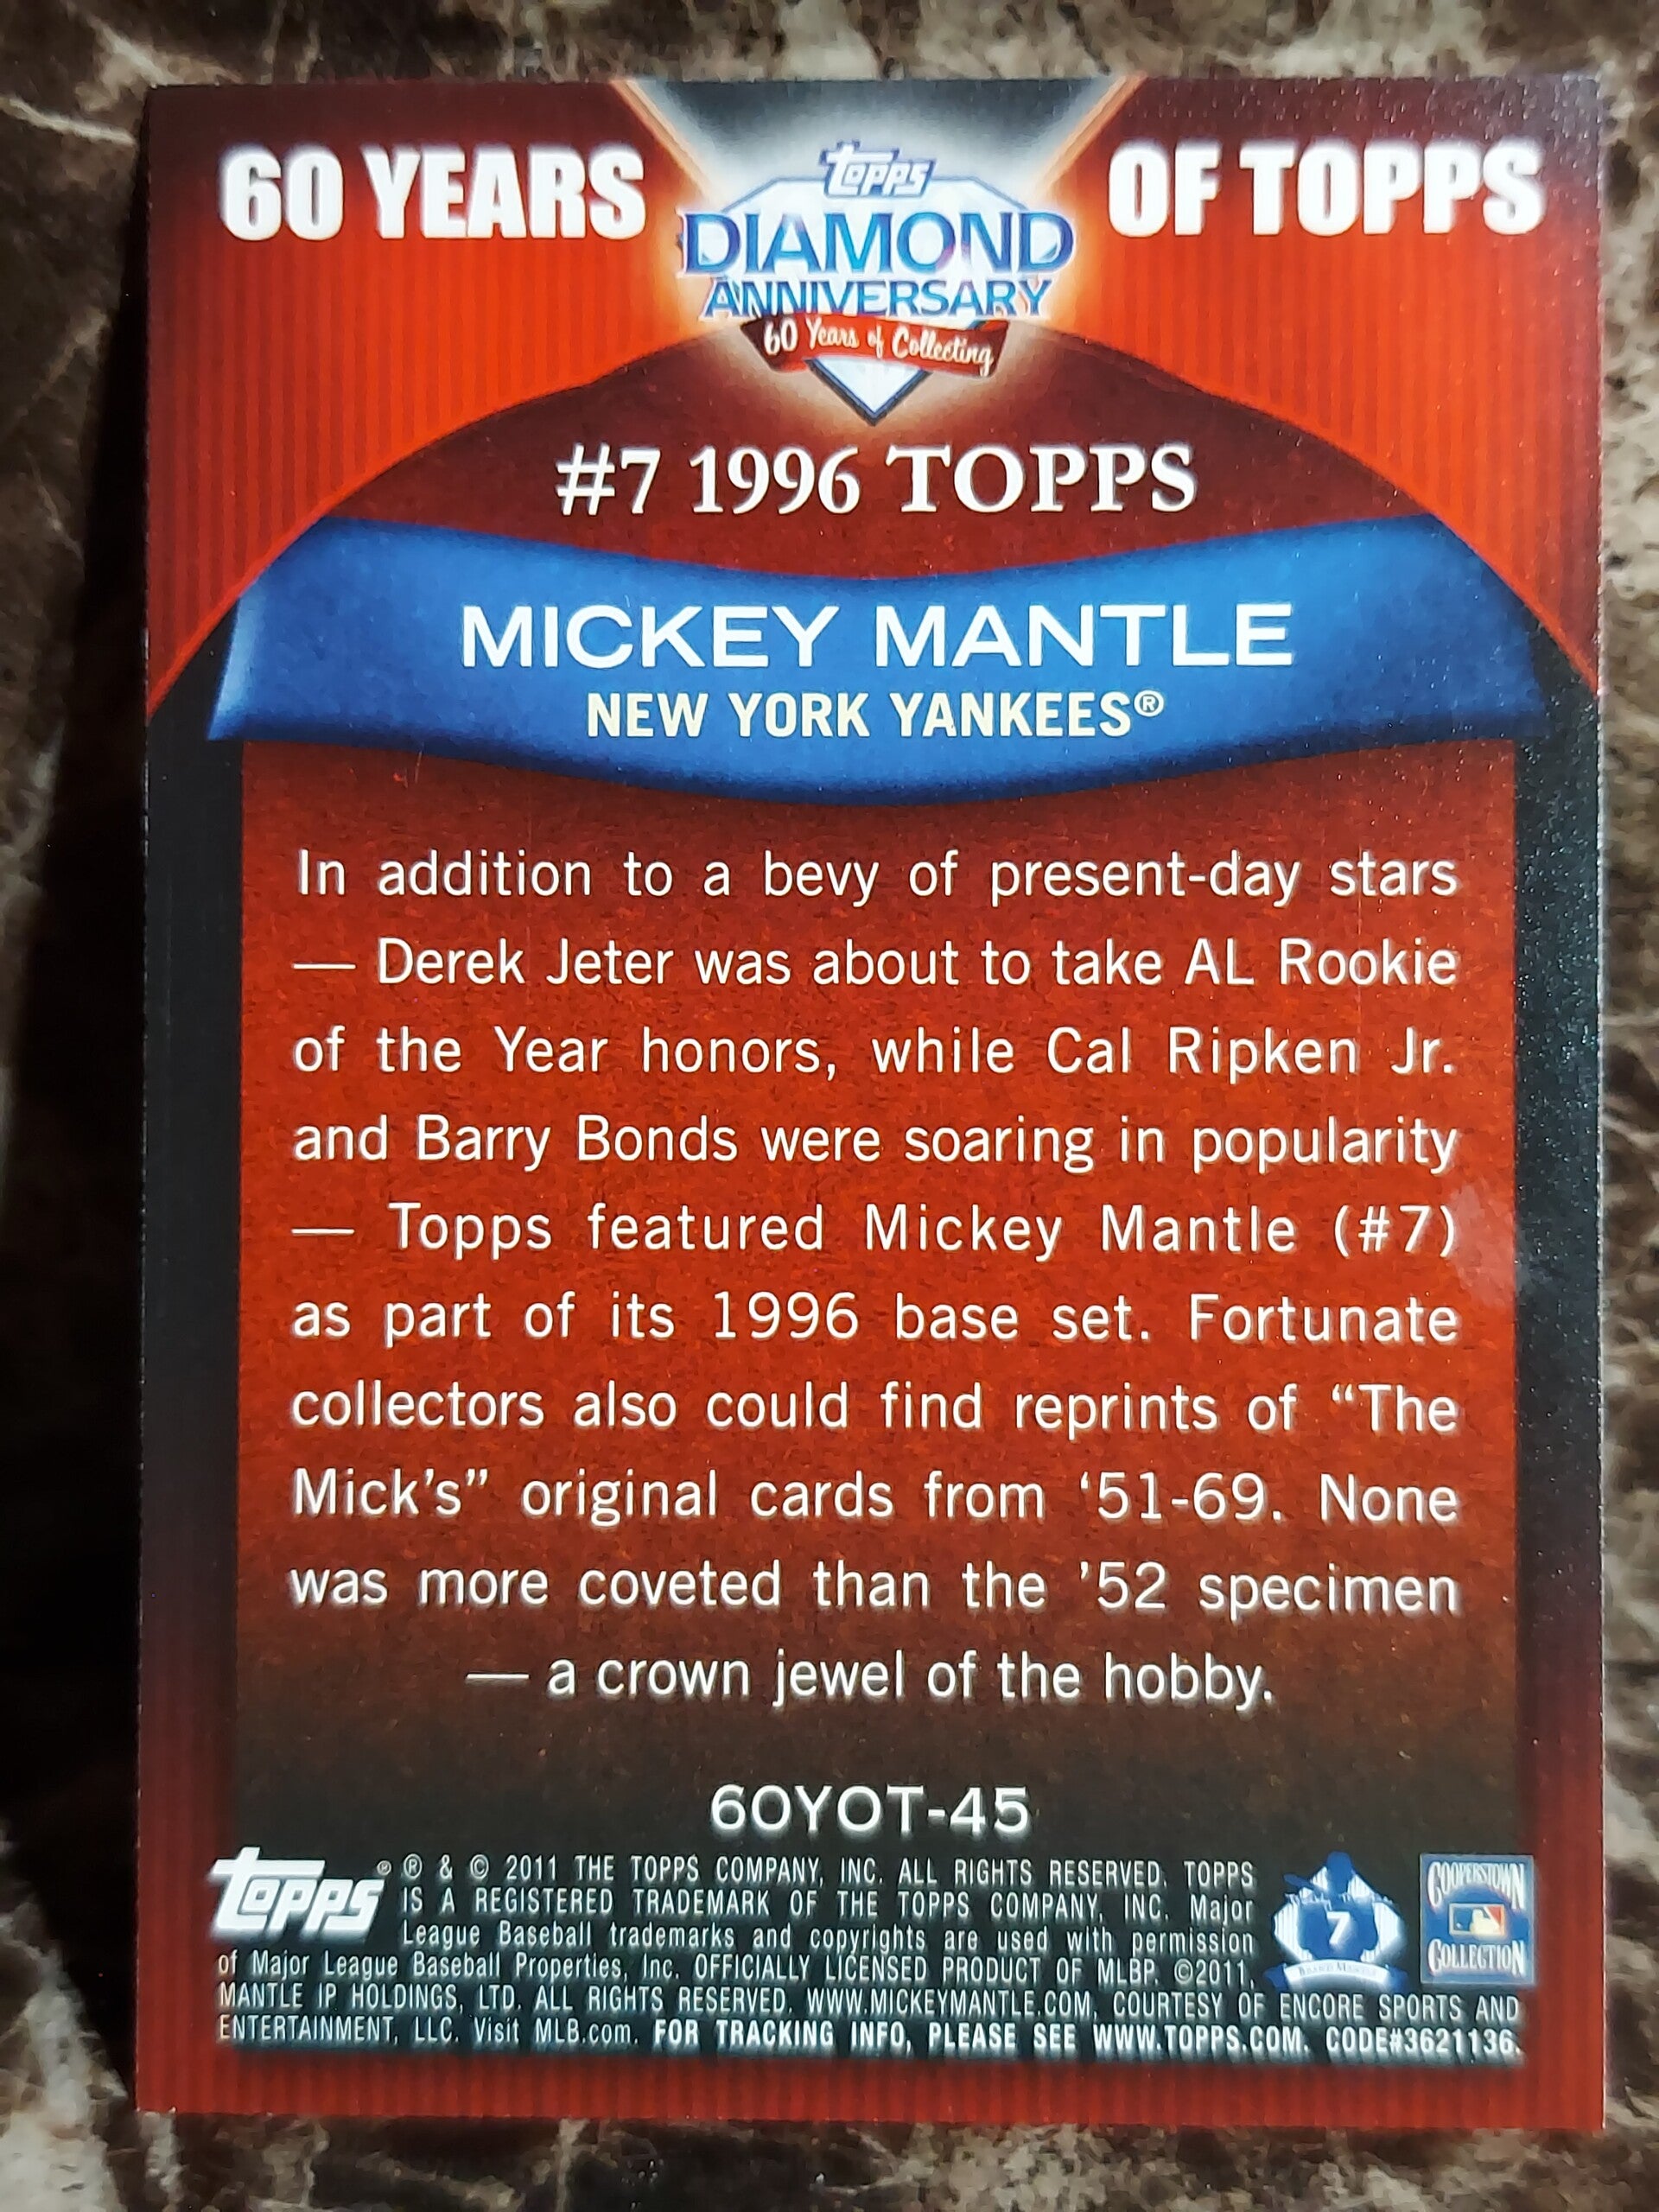 60 YEARS OF TOPPS
topps
DIAMOND
ANNIVERSARY
60 Years of Collecting
#7 1996 TOPPS
MICKEY MANTLE
NEW YORK YANKEES®
In addition to a bevy of present-day stars
— Derek Jeter was about to take AL Rookie
of the Year honors, while Cal Ripken Jr.
and Barry Bonds were soaring in popularity
— Topps featured Mickey Mantle (#7)
as part of its 1996 base set. Fortunate
collectors also could find reprints of “The
Mick’s” original cards from ‘51-69. None
was more coveted than the ’52 specimen
— a crown jewel of the hobby.
60YOT-45
topps® ® & © 2011 THE TOPPS COMPANY, INC. ALL RIGHTS RESERVED. TOPPS
IS A REGISTERED TRADEMARK OF THE TOPPS COMPANY, INC. Major
League Baseball trademarks and copyrights are used with permission
of Major League Baseball Properties, Inc. OFFICIALLY LICENSED PRODUCT OF MLBP. ©2011,
MANTLE IP HOLDINGS, LTD. ALL RIGHTS RESERVED. WWW.MICKEYMANTLE.COM, COURTESY OF ENCORE SPORTS AND
ENTERTAINMENT, LLC. Visit MLB.com. FOR TRACKING INFO, PLEASE SEE WWW.TOPPS.COM. CODE#3621136.
7
COOPERSTOWN
COLLECTION